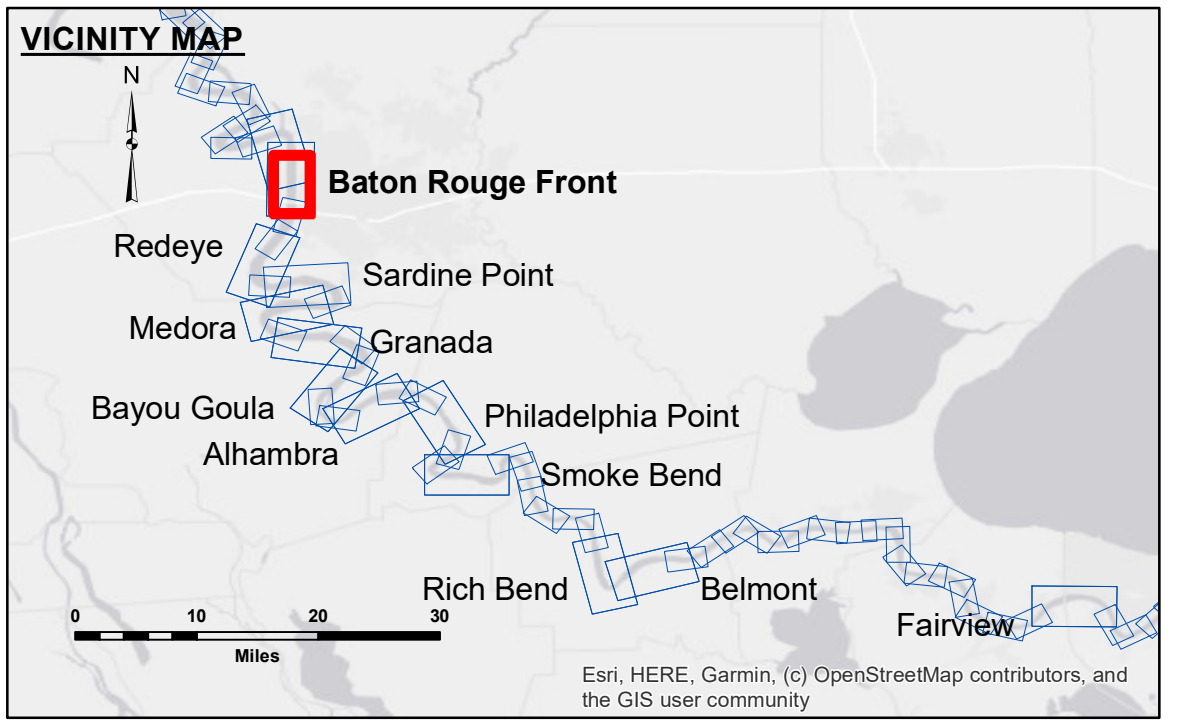 VICINITY MAP
N
Baton Rouge Front
Redeye
Sardine Point
Medora
Granada
Bayou Goula
Philadelphia Point
Alhambra
Smoke Bend
Rich Bend
Belmont
Fairview
0 10 20 30
Miles
Esri, HERE, Garmin, (c) OpenStreetMap contributors, and
the GIS user community